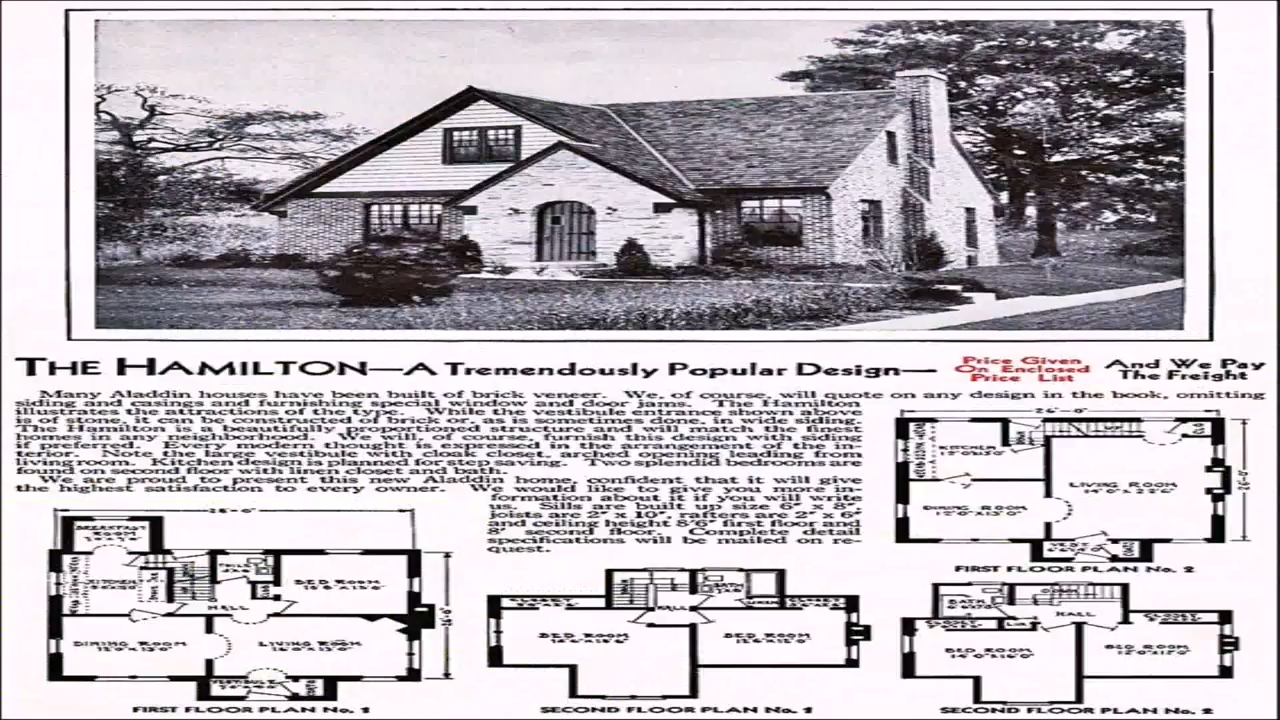 THE HAMILTON—A Tremendously Popular Design—
Price Given
On Enclosed
Price List
And We Pay
The Freight
Many Aladdin houses have been built of brick veneer. We, of course, will quote on any design in the book, omitting
siding and casings and furnishing special window and door jams. The Hamilton
illustrates the attractions of the type. While the vestibule entrance shown above
is of stone, it can be constructed of brick or, as is sometimes done, in wide siding.
The Hamilton is a beautifully proportioned structure and will match the finest
homes in any neighborhood. We will, of course, furnish this design with siding
if preferred. Every modern thought is expressed in the arrangement of the in-
terior. Note the large vestibule with cloak closet, arched opening leading from
living room. Kitchen design is planned for step saving. Two splendid bedrooms are
found on second floor with linen closet and bath.
We are proud to present this new Aladdin home, confident that it will give
the highest satisfaction to every owner. We would like to give you more in-
formation about it if you will write
us. Sills are built up size 6" x 8",
joists are 2" x 10", rafters are 2" x 6"
and ceiling height 8'6" first floor and
8' second floor. Complete detail
specifications will be mailed on re-
quest.
KITCHEN
LIVING ROOM
DINING ROOM
FIRST FLOOR PLAN No. 2
BREAKFAST
ROOM
KITCHEN
BED ROOM
HALL
DINING ROOM
LIVING ROOM
VESTIBULE
FIRST FLOOR PLAN No. 1
BATH
HALL
CLOSET
CLOSET
BED ROOM
BED ROOM
SECOND FLOOR PLAN No. 1
BATH
HALL
CLOSET
CLOSET
BED ROOM
BED ROOM
SECOND FLOOR PLAN No. 2